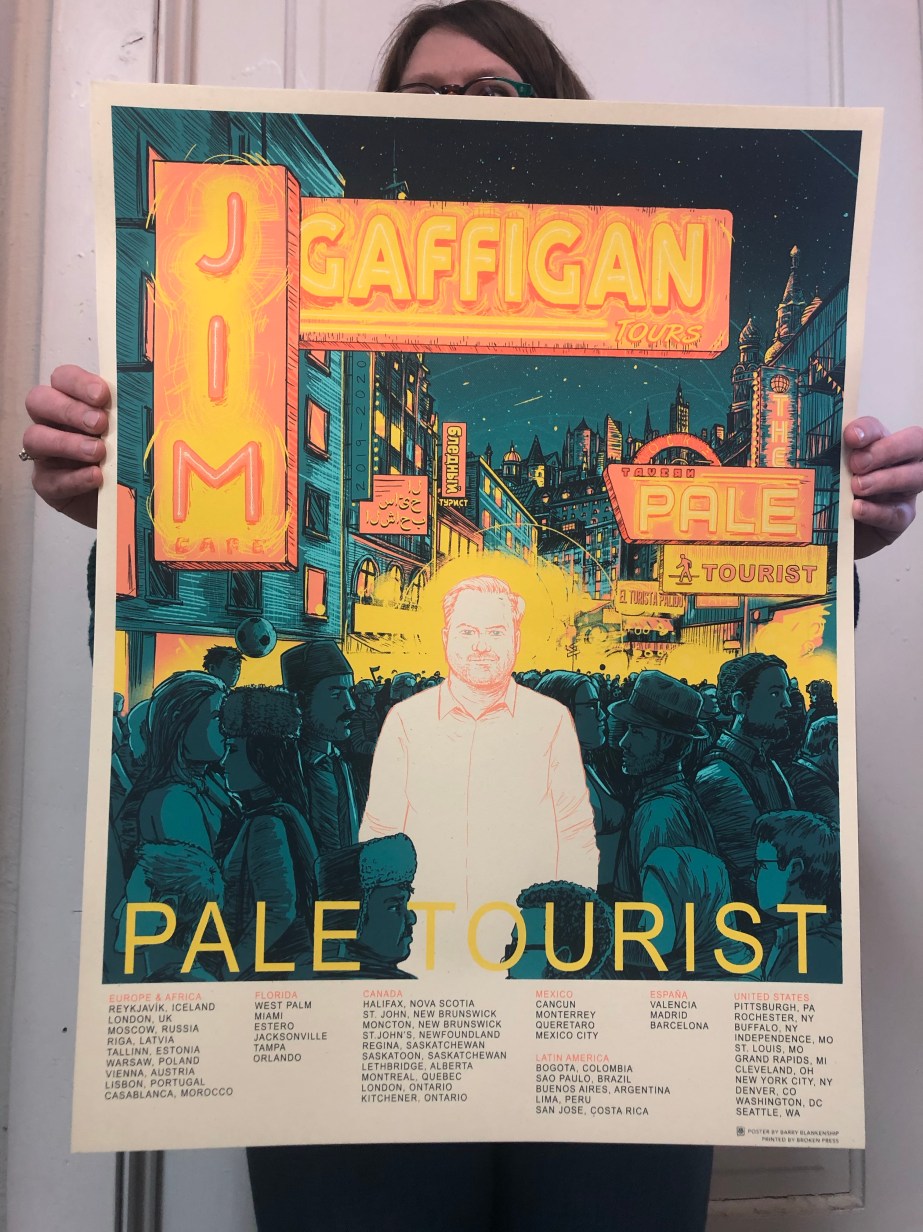 JIM
CAFE
GAFFIGAN
TOURS
2019-2020
бледный
ТУРИСТ
THE
TAVERN
PALE
TOURIST
EL TURISTA PALIDO
PALE TOURIST
EUROPE & AFRICA
REYKJAVÍK, ICELAND
LONDON, UK
MOSCOW, RUSSIA
RIGA, LATVIA
TALLINN, ESTONIA
WARSAW, POLAND
VIENNA, AUSTRIA
LISBON, PORTUGAL
CASABLANCA, MOROCCO
FLORIDA
WEST PALM
MIAMI
ESTERO
JACKSONVILLE
TAMPA
ORLANDO
CANADA
HALIFAX, NOVA SCOTIA
ST. JOHN, NEW BRUNSWICK
MONCTON, NEW BRUNSWICK
ST.JOHN'S, NEWFOUNDLAND
REGINA, SASKATCHEWAN
SASKATOON, SASKATCHEWAN
LETHBRIDGE, ALBERTA
MONTREAL, QUEBEC
LONDON, ONTARIO
KITCHENER, ONTARIO
MEXICO
CANCUN
MONTERREY
QUERETARO
MEXICO CITY
LATIN AMERICA
BOGOTA, COLOMBIA
SAO PAULO, BRAZIL
BUENOS AIRES, ARGENTINA
LIMA, PERU
SAN JOSE, COSTA RICA
ESPAÑA
VALENCIA
MADRID
BARCELONA
UNITED STATES
PITTSBURGH, PA
ROCHESTER, NY
BUFFALO, NY
INDEPENDENCE, MO
ST. LOUIS, MO
GRAND RAPIDS, MI
CLEVELAND, OH
NEW YORK CITY, NY
DENVER, CO
WASHINGTON, DC
SEATTLE, WA
POSTER BY BARRY BLANKENSHIP
PRINTED BY BROKEN PRESS